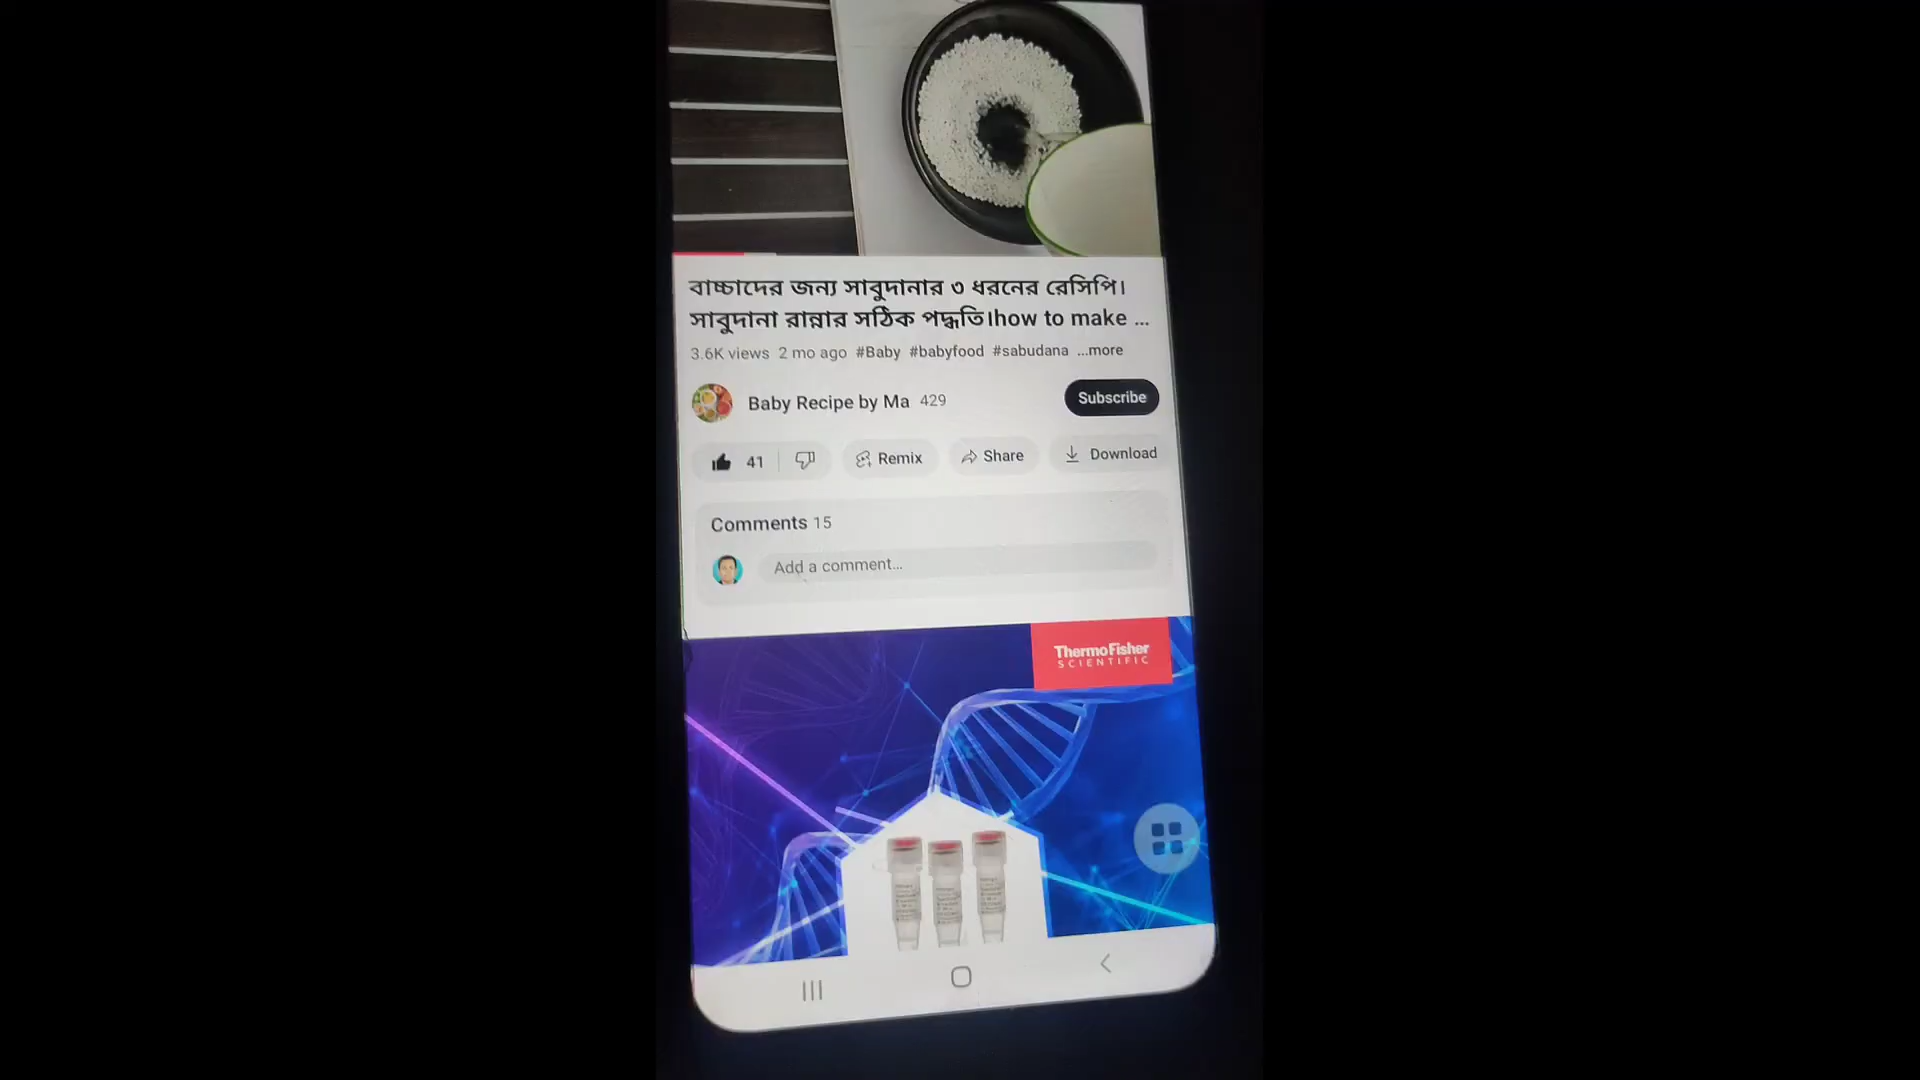 বাচ্চাদের জন্য সাবুদানার ৩ ধরনের রেসিপি।
সাবুদানা রান্নার সঠিক পদ্ধতি।how to make ...
3.6K views 2 mo ago #Baby #babyfood #sabudana ...more
Baby Recipe by Ma 429
Subscribe
41
Remix
Share
Download
Comments 15
Add a comment...
ThermoFisher
SCIENTIFIC